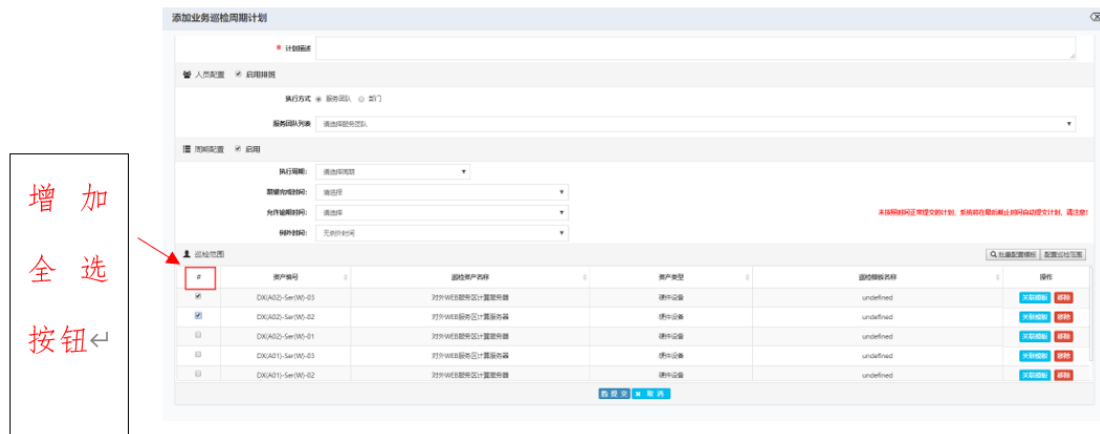 添加业务巡检周期计划
* 计划描述
人员配置 启用排班
执行方式 服务团队 部门
服务团队列表 请选择服务团队
周期配置 启用
执行周期: 请选择周期
期望完成时间: 请选择
允许逾期时间: 请选择 未按照时间正常提交的计划，系统将在最后截止时间自动提交计划，请注意!
例外时间: 无例外时间
巡检范围 批量配置模板 配置巡检范围
# 资产编号 巡检资产名称 资产类型 巡检模板名称 操作
DX(A02)-Ser(W)-03 对外WEB服务区计算服务器 硬件设备 undefined 关联模板 移除
DX(A02)-Ser(W)-02 对外WEB服务区计算服务器 硬件设备 undefined 关联模板 移除
DX(A02)-Ser(W)-01 对外WEB服务区计算服务器 硬件设备 undefined 关联模板 移除
DX(A01)-Ser(W)-03 对外WEB服务区计算服务器 硬件设备 undefined 关联模板 移除
DX(A01)-Ser(W)-02 对外WEB服务区计算服务器 硬件设备 undefined 关联模板 移除
提 交 × 取 消
增 加
全 选
按钮↵